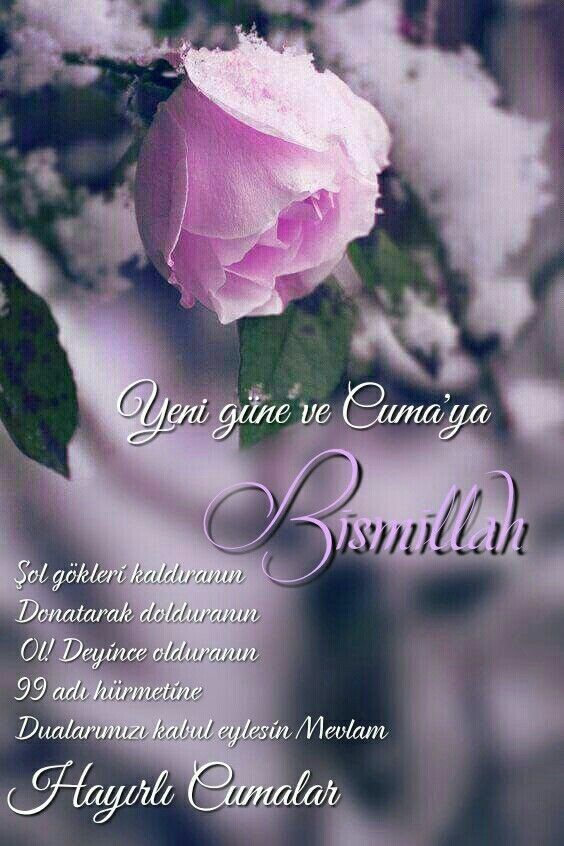 Yeni güne ve Cuma'ya
Bismillah
Şol gökleri kaldıranın
Donatarak dolduranın
Ol! Deyince olduranın
99 adı hürmetine
Dualarımızı kabul eylesin Mevlam
Hayırlı Cumalar